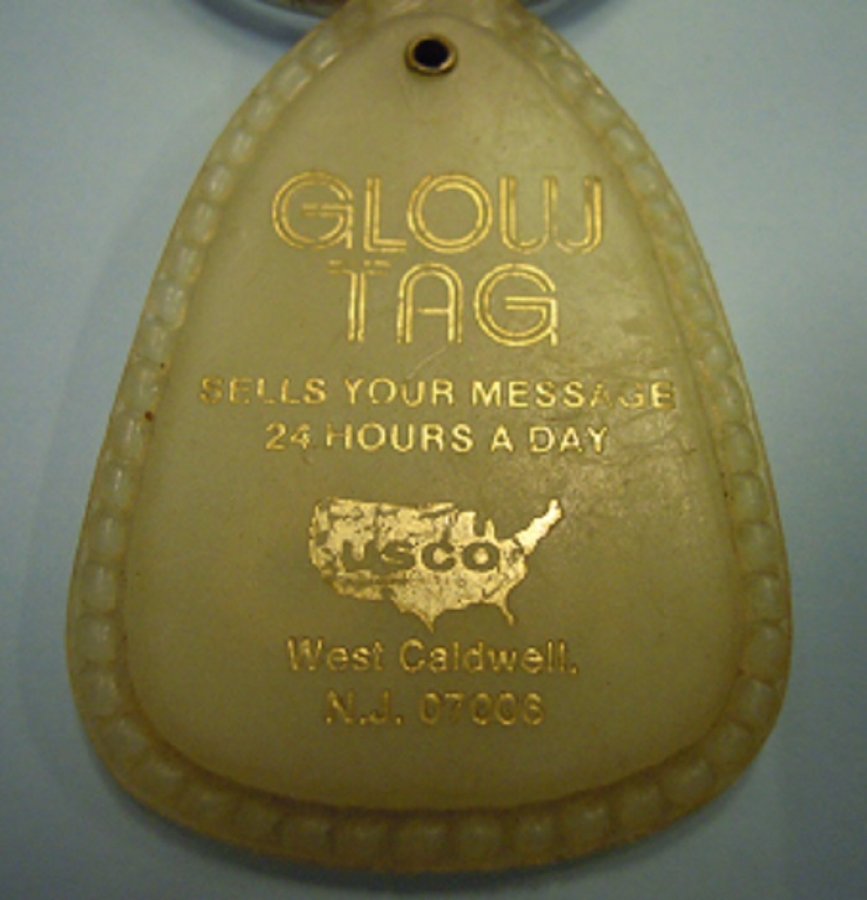 GLOW
TAG
SELLS YOUR MESSAGE
24 HOURS A DAY
USCO
West Caldwell,
N.J. 07006